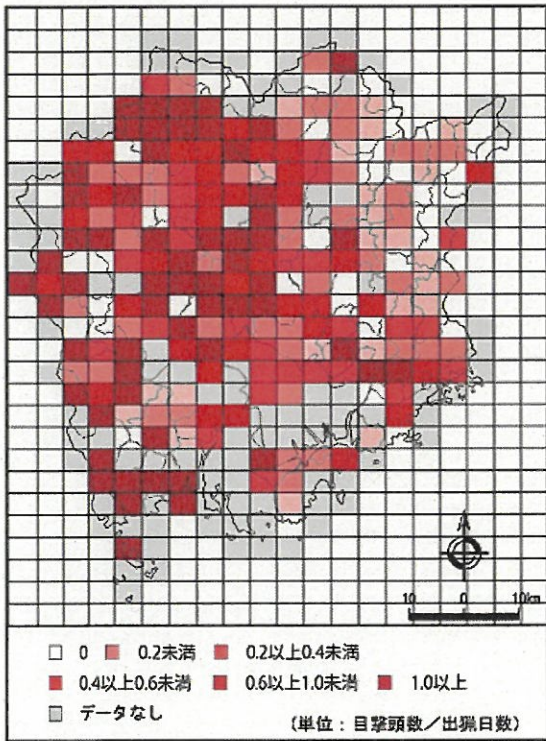 10 0 10km
0 0.2未満 0.2以上0.4未満
0.4以上0.6未満 0.6以上1.0未満 1.0以上
データなし (単位：目撃頭数／出猟日数)